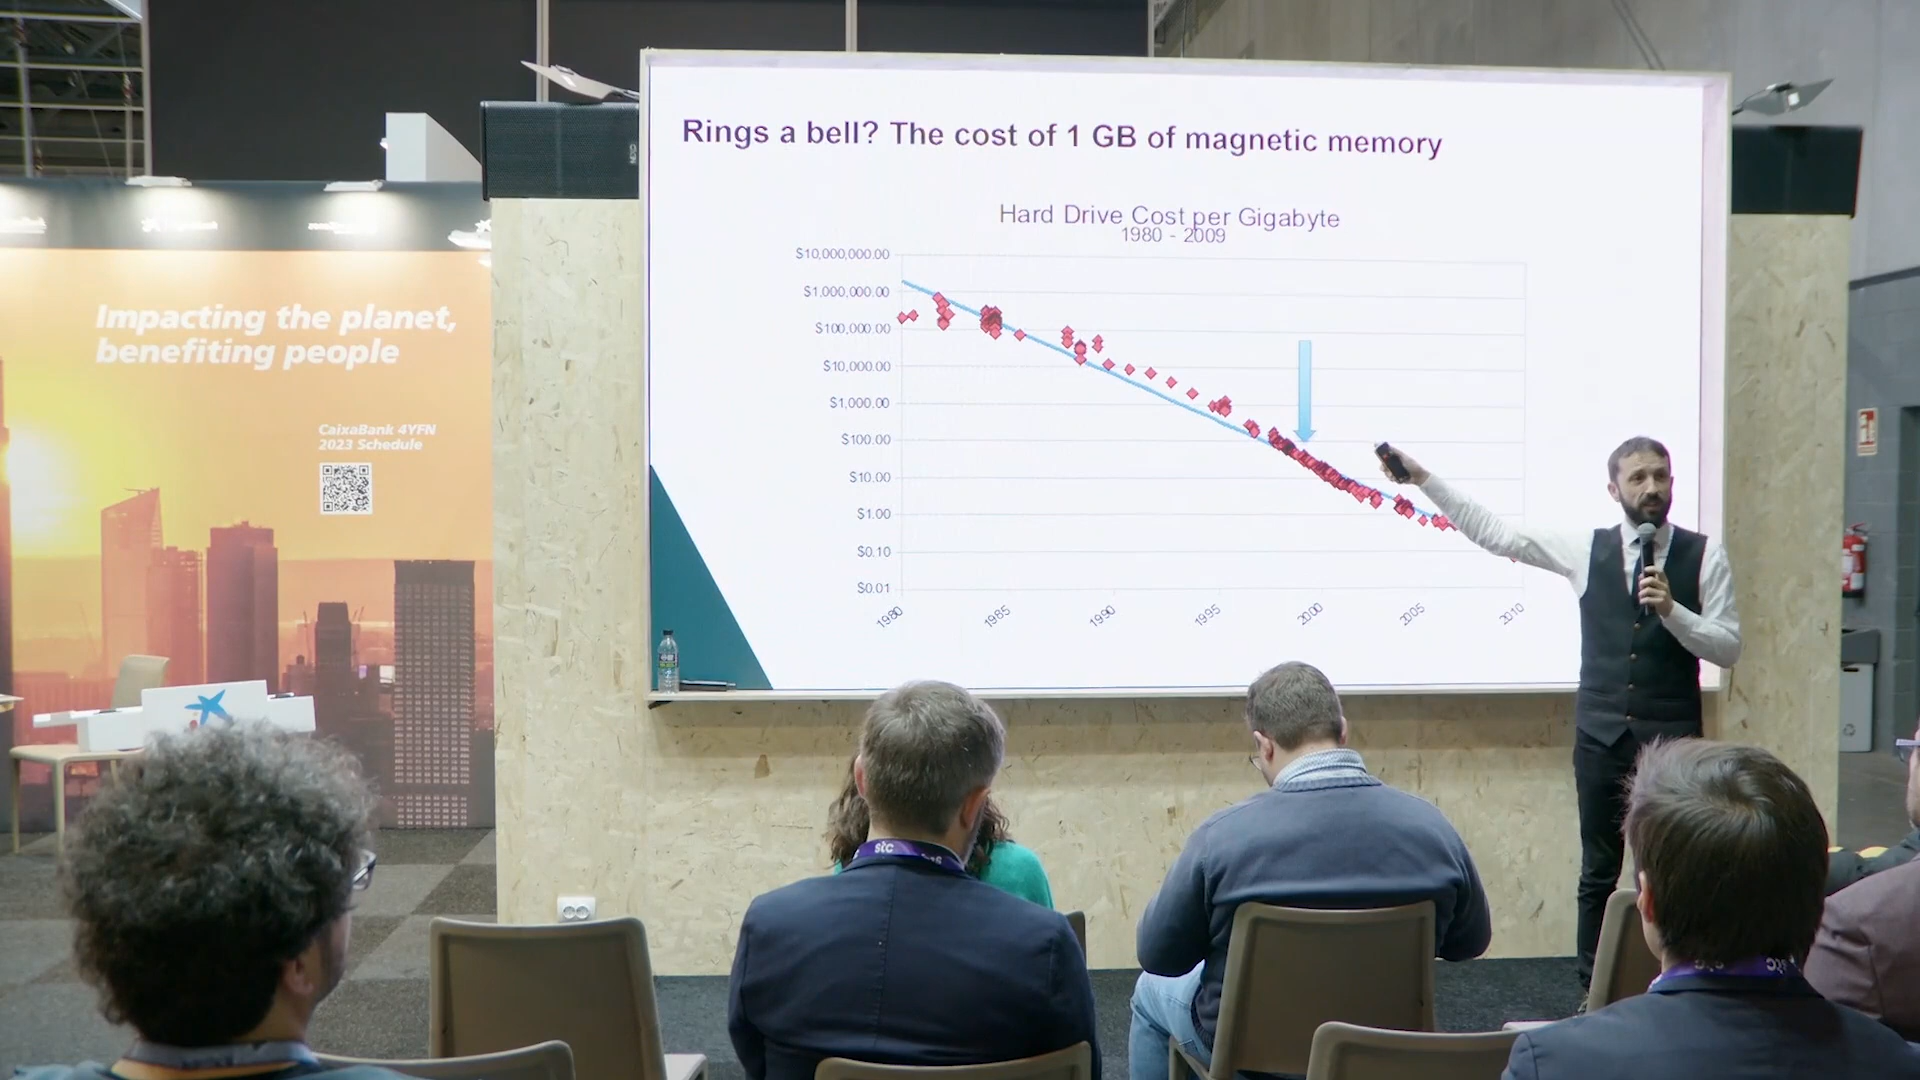 Rings a bell? The cost of 1 GB of magnetic memory
Hard Drive Cost per Gigabyte
1980 - 2009
$10,000,000.00
$1,000,000.00
$100,000.00
$10,000.00
$1,000.00
$100.00
$10.00
$1.00
$0.10
$0.01
1980
1985
1990
1995
2000
2005
2010
Impacting the planet,
benefiting people
CaixaBank 4YFN
2023 Schedule
stc